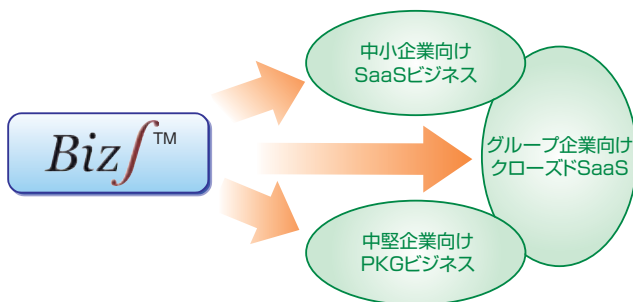 中小企業向け
SaaSビジネス
Biz∫™
グループ企業向け
クローズドSaaS
中堅企業向け
PKGビジネス